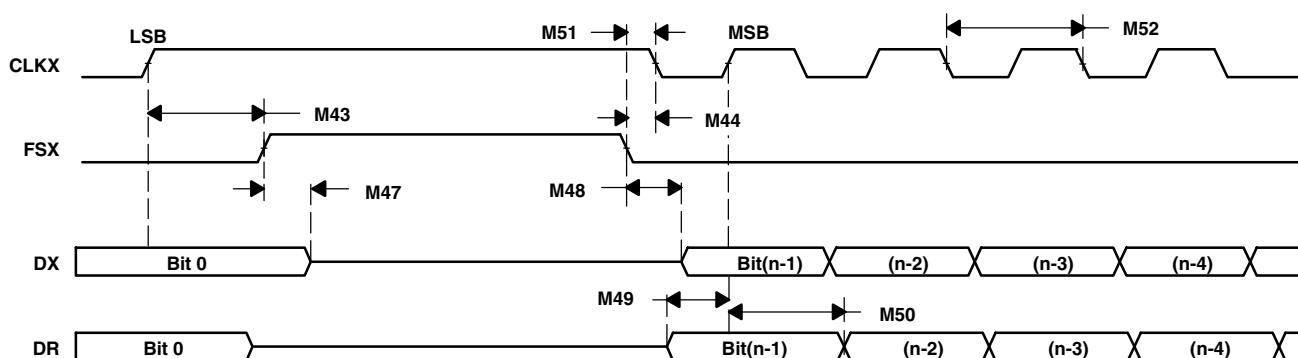 LSB M51 MSB M52
CLKX
M43 M44
FSX
M47 M48
DX Bit 0 Bit(n-1) (n-2) (n-3) (n-4)
M49 M50
DR Bit 0 Bit(n-1) (n-2) (n-3) (n-4)